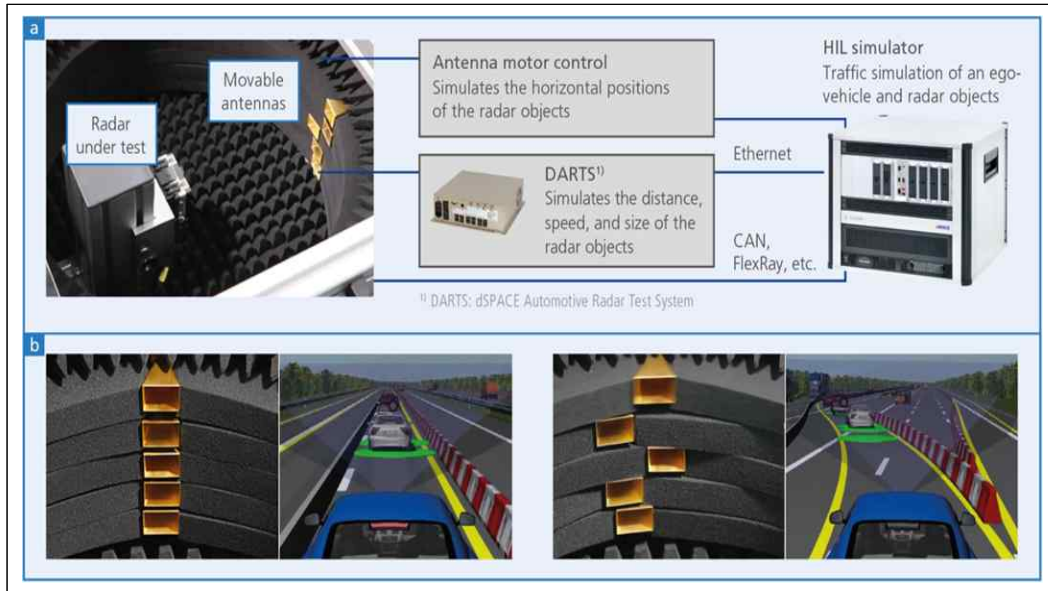 a
Movable
antennas
Radar
under test
Antenna motor control
Simulates the horizontal positions
of the radar objects
DARTS¹⁾
Simulates the distance,
speed, and size of the
radar objects
¹⁾ DARTS: dSPACE Automotive Radar Test System
Ethernet
CAN,
FlexRay, etc.
HIL simulator
Traffic simulation of an ego-
vehicle and radar objects
b